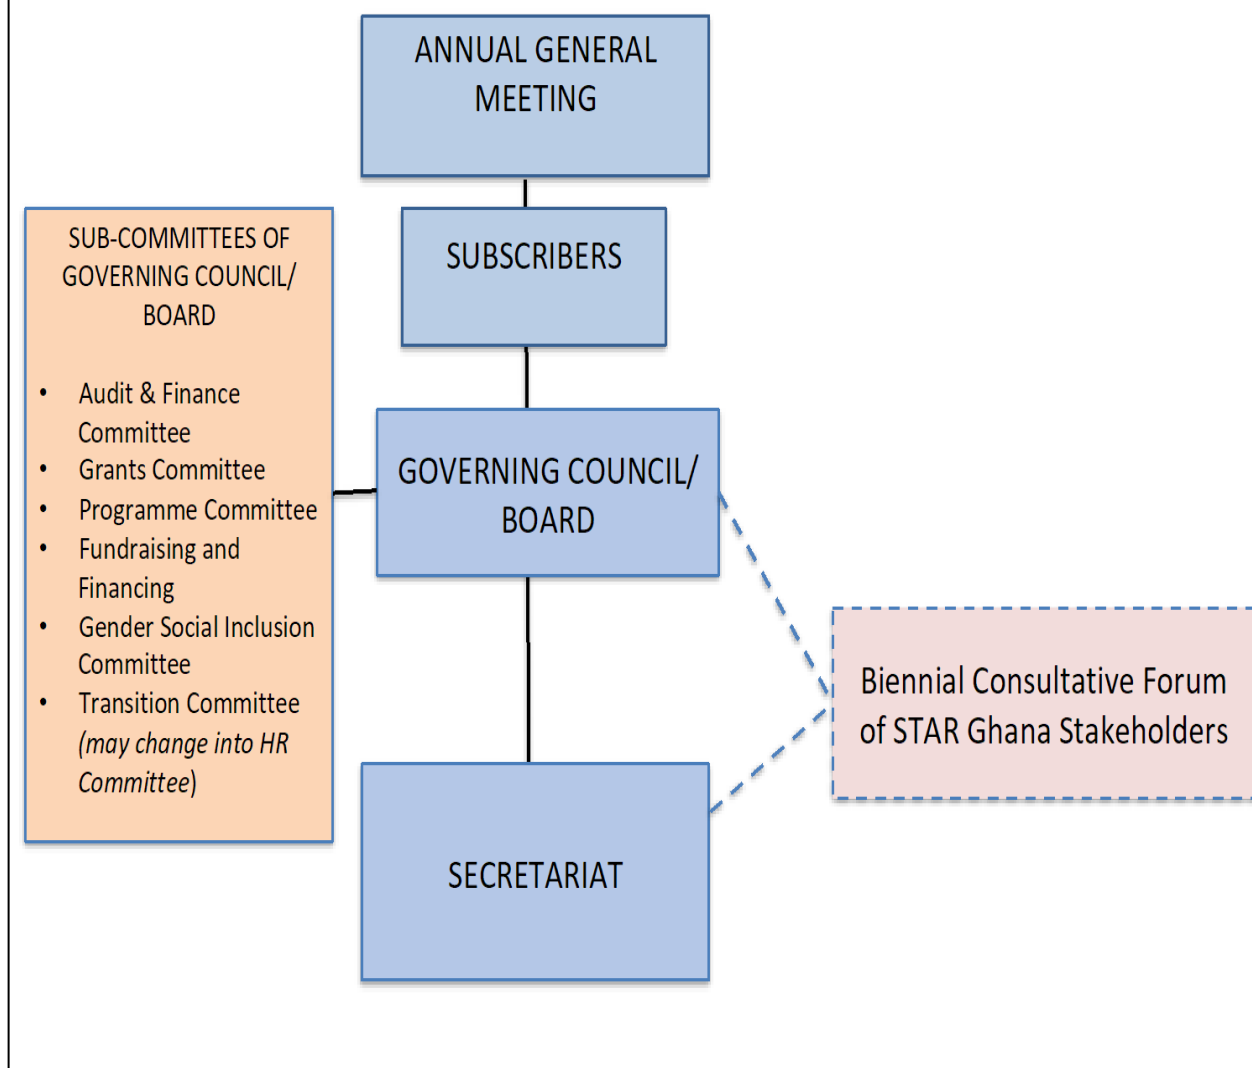 ANNUAL GENERAL
MEETING
SUBSCRIBERS
SUB-COMMITTEES OF
GOVERNING COUNCIL/
BOARD
• Audit & Finance
Committee
• Grants Committee
• Programme Committee
• Fundraising and
Financing
• Gender Social Inclusion
Committee
• Transition Committee
(may change into HR
Committee)
GOVERNING COUNCIL/
BOARD
Biennial Consultative Forum
of STAR Ghana Stakeholders
SECRETARIAT